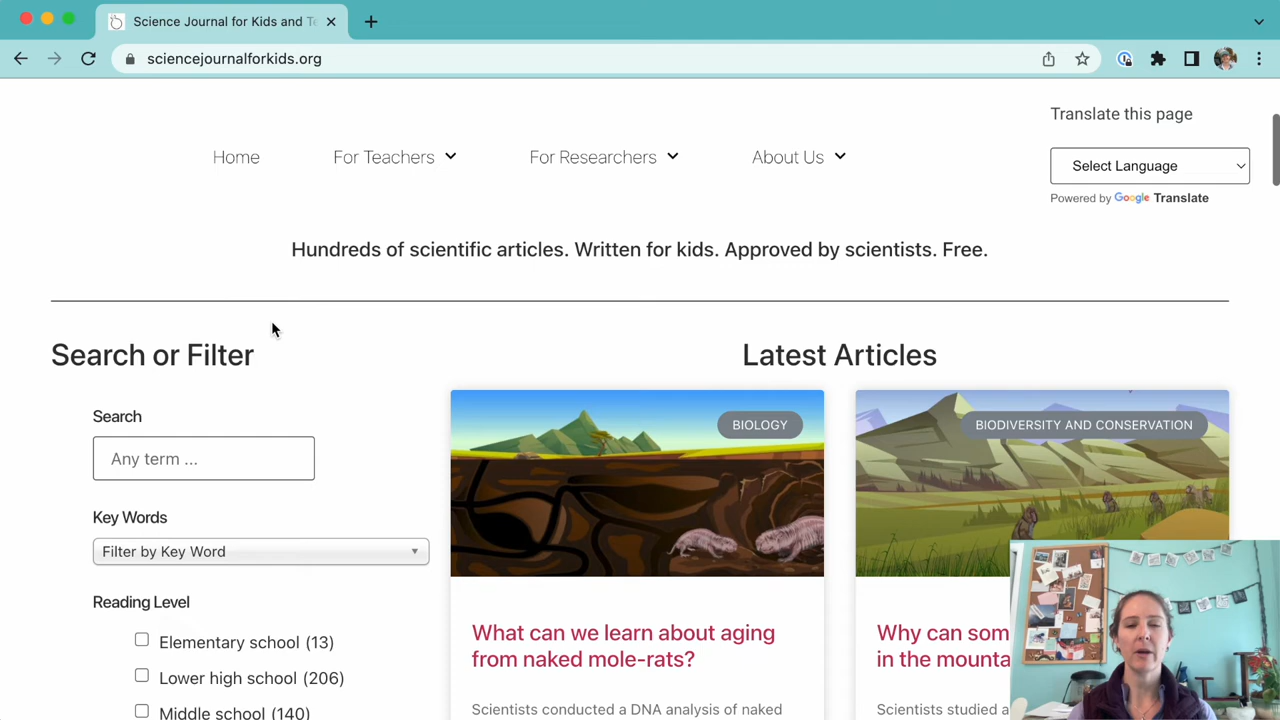 Science Journal for Kids and Te
sciencejournalforkids.org
Translate this page
Home
For Teachers
For Researchers
About Us
Select Language
Powered by Google Translate
Hundreds of scientific articles. Written for kids. Approved by scientists. Free.
Search or Filter
Latest Articles
Search
Any term ...
Key Words
Filter by Key Word
Reading Level
Elementary school (13)
Lower high school (206)
Middle school (140)
BIOLOGY
What can we learn about aging
from naked mole-rats?
Scientists conducted a DNA analysis of naked
BIODIVERSITY AND CONSERVATION
Why can som
in the mounta
Scientists studied a